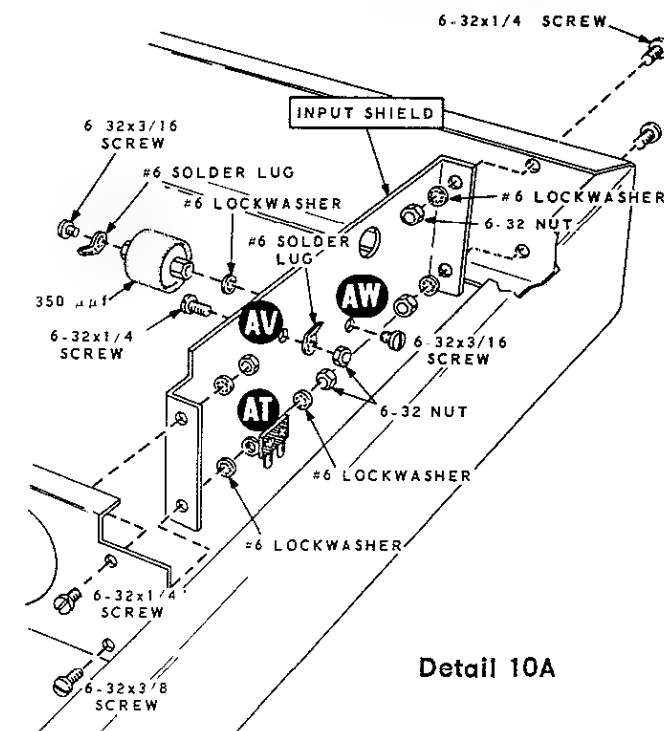 6-32x1/4 SCREW
INPUT SHIELD
6 32x3/16
SCREW
#6 SOLDER LUG
#6 LOCKWASHER
#6 LOCKWASHER
6-32 NUT
#6 SOLDER
LUG
350 μμf
6-32x1/4
SCREW
AV
AW
6-32x3/16
SCREW
6-32 NUT
AT
#6 LOCKWASHER
#6 LOCKWASHER
6-32x1/4
SCREW
6-32x3/8
SCREW
Detail 10A